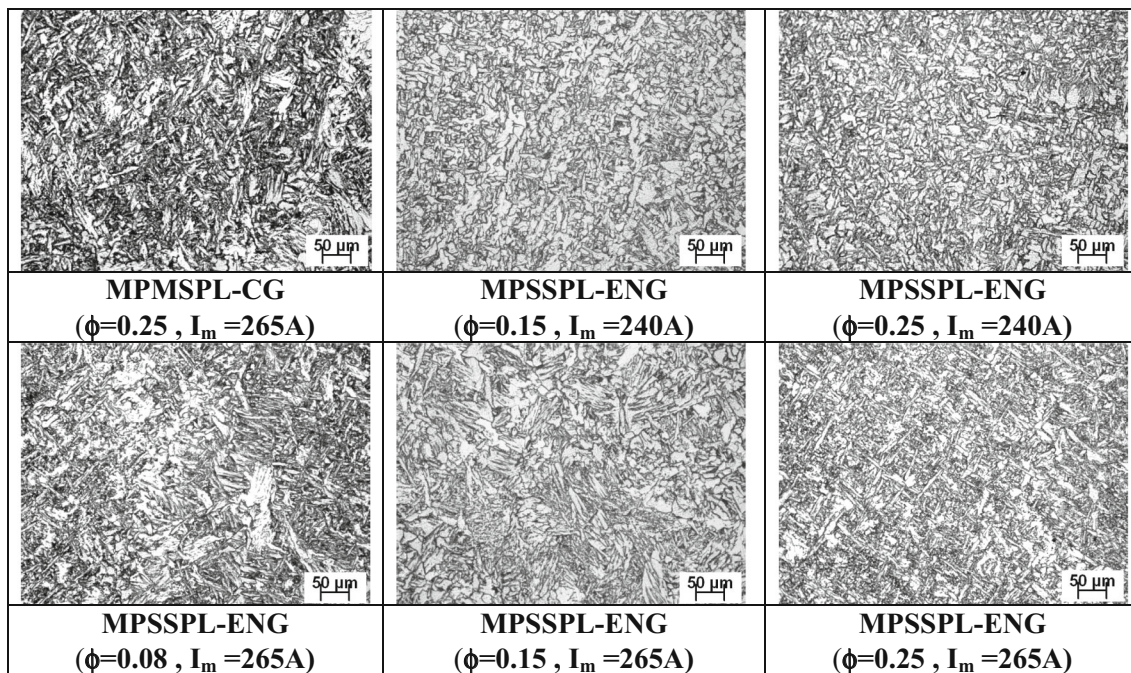 50 µm
50 µm
50 µm
MPMSPL-CG
(ϕ=0.25 , Iₘ =265A)
MPSSPL-ENG
(ϕ=0.15 , Iₘ =240A)
MPSSPL-ENG
(ϕ=0.25 , Iₘ =240A)
50 µm
50 µm
50 µm
MPSSPL-ENG
(ϕ=0.08 , Iₘ =265A)
MPSSPL-ENG
(ϕ=0.15 , Iₘ =265A)
MPSSPL-ENG
(ϕ=0.25 , Iₘ =265A)